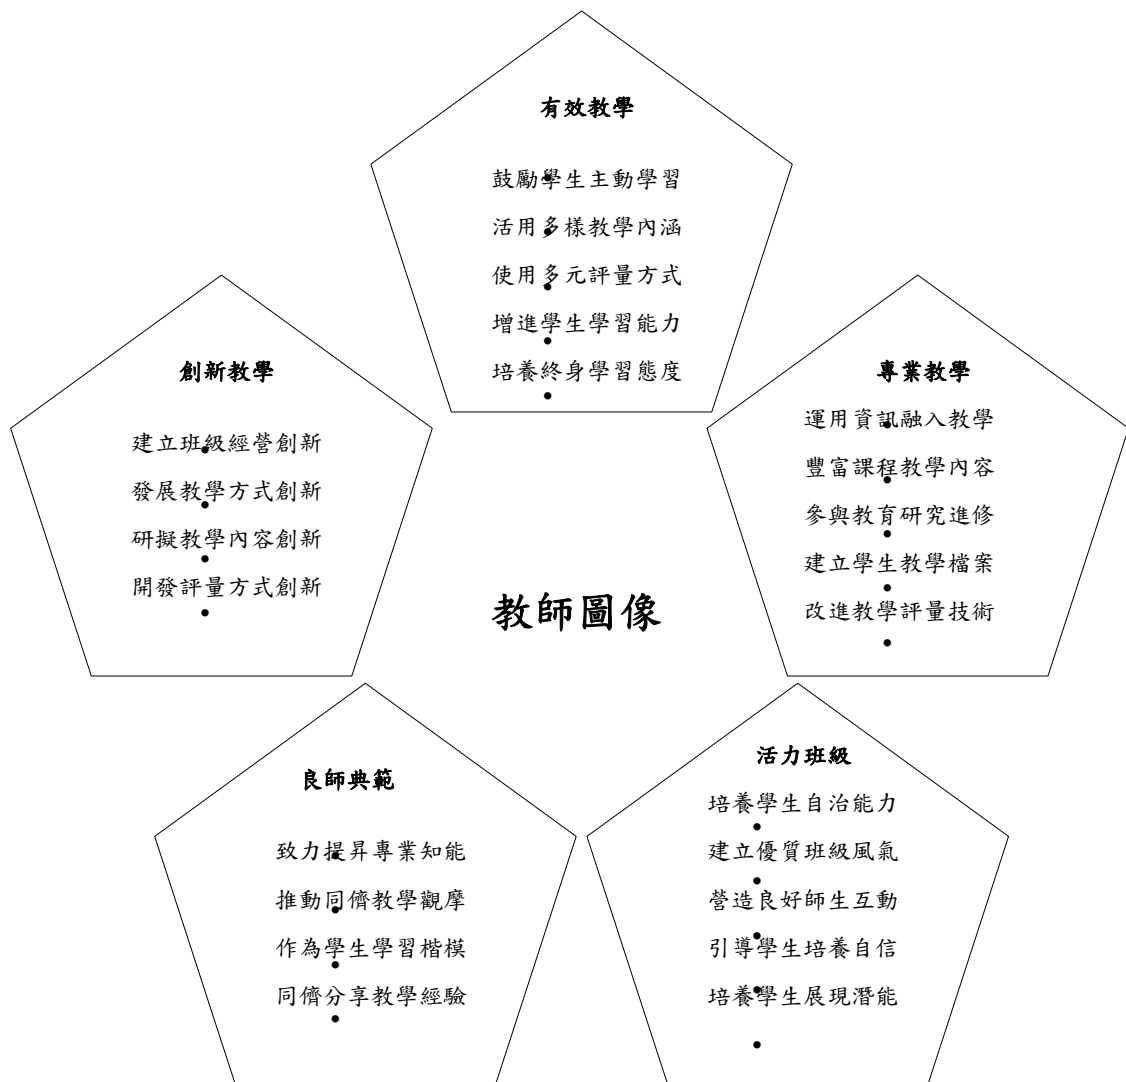 有效教學
鼓勵學生主動學習
活用多樣教學內涵
使用多元評量方式
增進學生學習能力
培養終身學習態度
創新教學
建立班級經營創新
發展教學方式創新
研擬教學內容創新
開發評量方式創新
專業教學
運用資訊融入教學
豐富課程教學內容
參與教育研究進修
建立學生教學檔案
改進教學評量技術
教師圖像
良師典範
致力提昇專業知能
推動同儕教學觀摩
作為學生學習楷模
同儕分享教學經驗
活力班級
培養學生自治能力
建立優質班級風氣
營造良好師生互動
引導學生培養自信
培養學生展現潛能